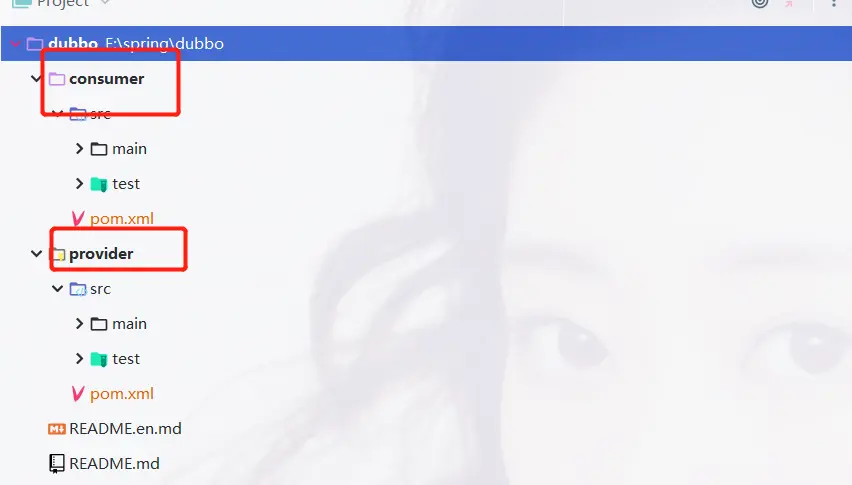 Project
dubbo F:\spring\dubbo
consumer
src
main
test
pom.xml
provider
src
main
test
pom.xml
README.en.md
README.md